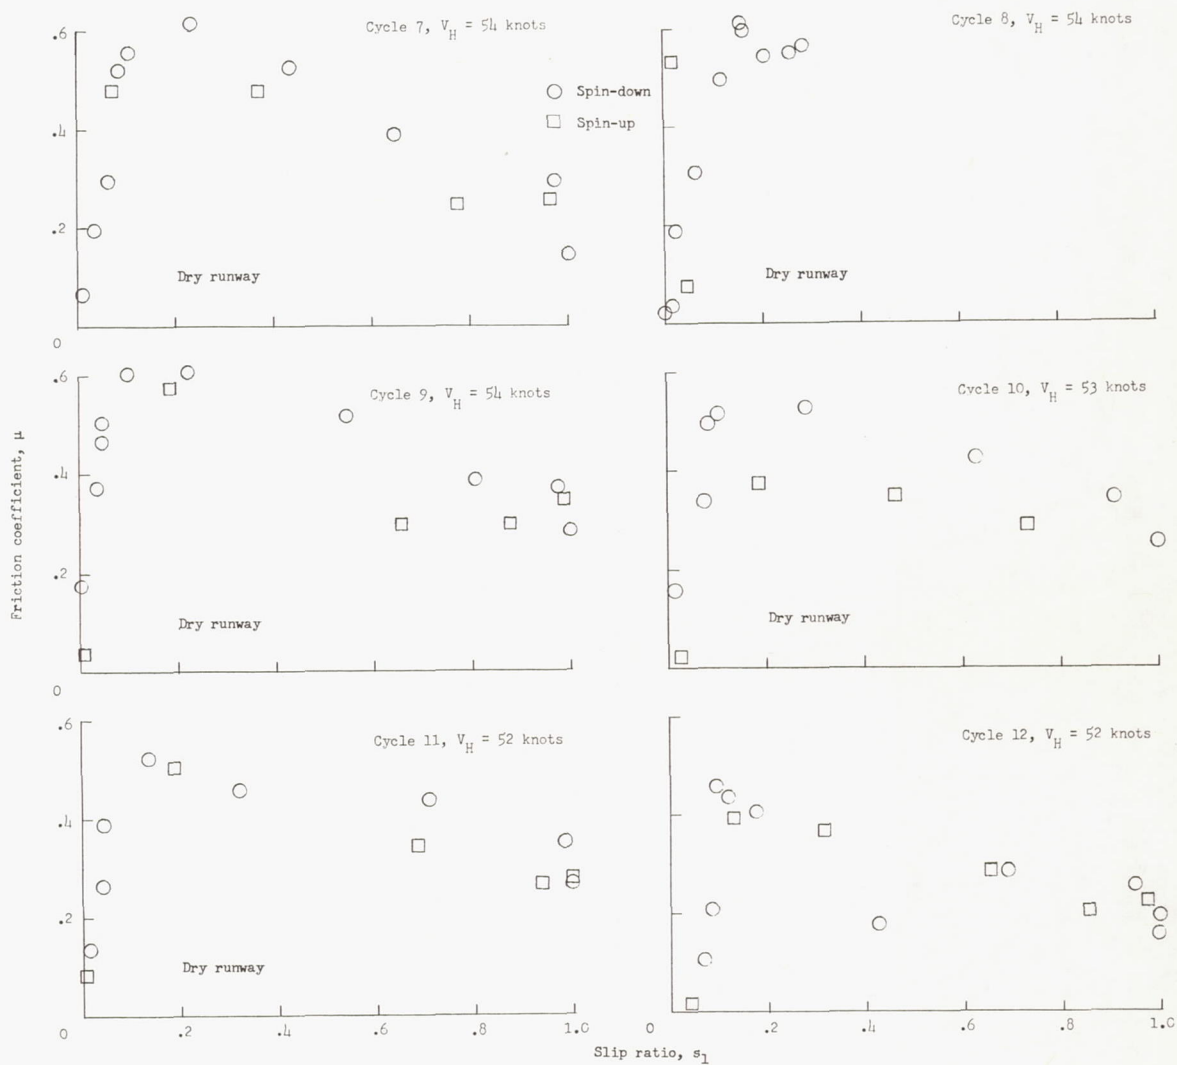 Cycle 7, V_H = 54 knots
Cycle 8, V_H = 54 knots
.6
.4
.2
0
Spin-down
Spin-up
Dry runway
Dry runway
Cycle 9, V_H = 54 knots
Cvcle 10, V_H = 53 knots
.6
.4
.2
0
Dry runway
Dry runway
Friction coefficient, μ
Cycle 11, V_H = 52 knots
Cycle 12, V_H = 52 knots
.6
.4
.2
0
Dry runway
.2
.4
.6
.8
1.0
0
.2
.4
.6
.8
1.0
Slip ratio, s_1